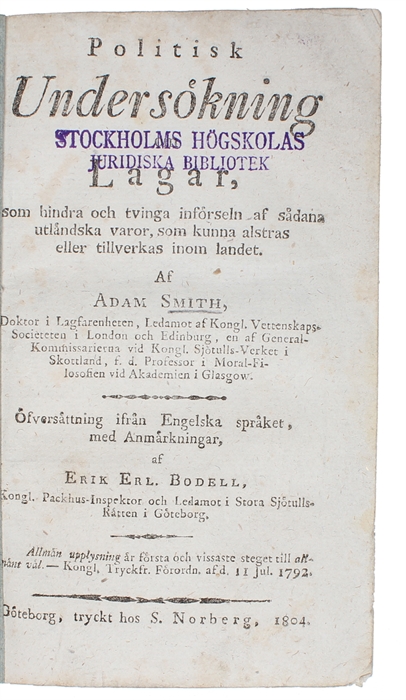 Politisk
Undersökning
om
STOCKHOLMS HÖGSKOLAS
JURIDISKA BIBLIOTEK
Lagar,
som hindra och tvinga införseln af sådana
utländska varor, som kunna alstras
eller tillverkas inom landet.
Af
ADAM SMITH,
Doktor i Lagfarenheten, Ledamot af Kongl. Vettenskaps-
Societeten i London och Edinburg, en af General-
Kommissarierna vid Kongl. Sjötulls-Verket i
Skottland, f. d. Professor i Moral-Fi-
losofien vid Akademien i Glasgow.
Öfversättning ifrån Engelska språket,
med Anmärkningar,
af
ERIK ERL. BODELL,
Kongl. Packhus-Inspektor och Ledamot i Stora Sjötulls-
Rätten i Göteborg.
Allmän upplysning är första och vissaste steget till all-
mänt väl. — Kongl. Tryckfr. Förordn. af d. 11 Jul. 1792.
Göteborg, tryckt hos S. Norberg, 1804.